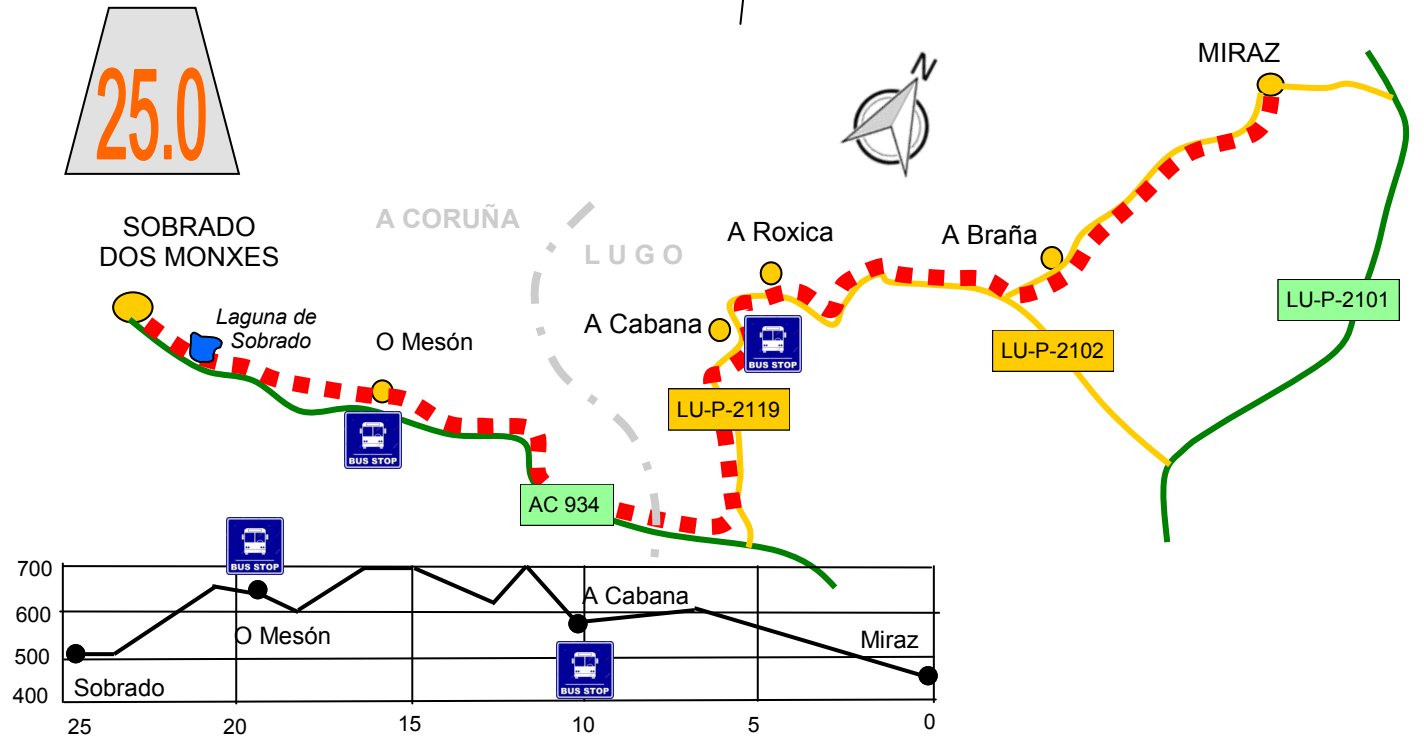 25.0
N
MIRAZ
SOBRADO
DOS MONXES
A CORUÑA
LUGO
A Roxica
A Braña
Laguna de
Sobrado
O Mesón
A Cabana
BUS STOP
LU-P-2101
LU-P-2102
LU-P-2119
BUS STOP
AC 934
BUS STOP
700
600
500
400
A Cabana
O Mesón
Miraz
Sobrado
BUS STOP
25
20
15
10
5
0